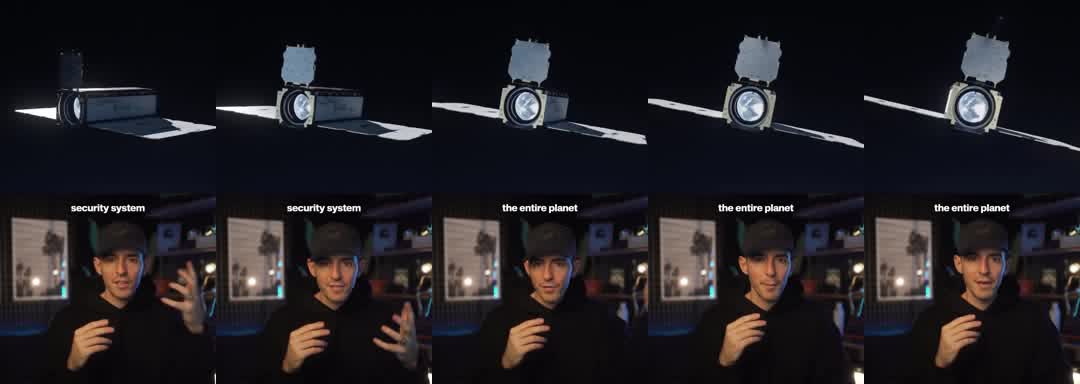 security system
security system
the entire planet
the entire planet
the entire planet